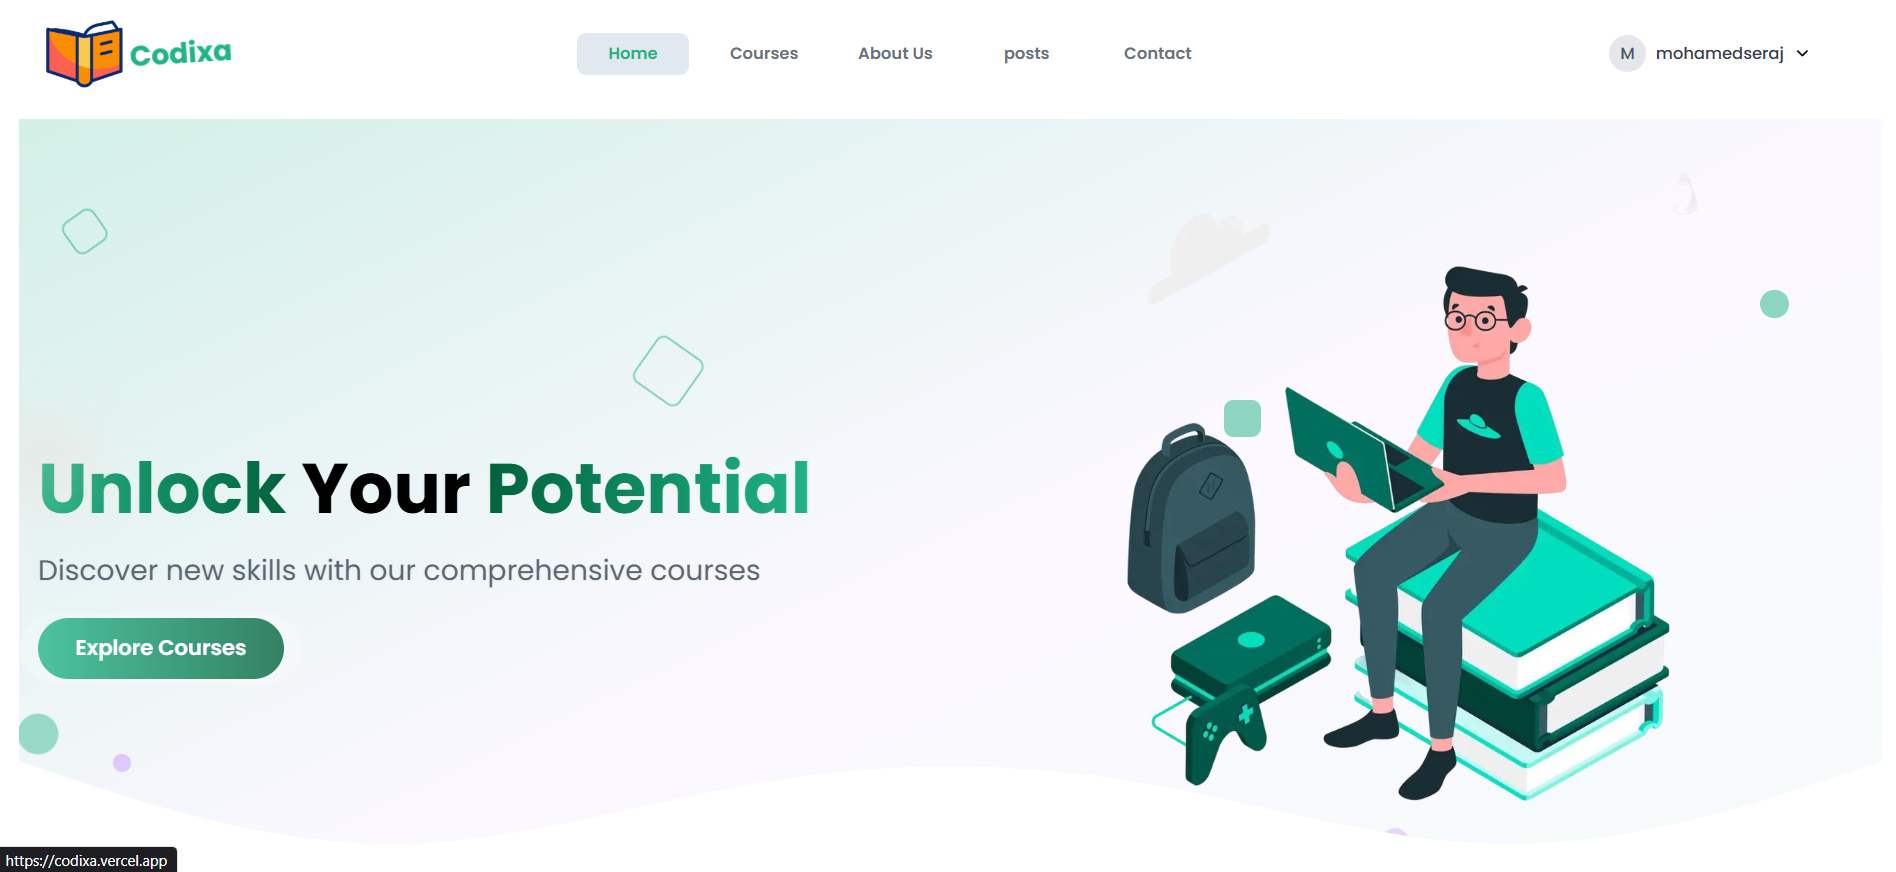 Codixa
Home Courses About Us posts Contact
M mohamedseraj
Unlock Your Potential
Discover new skills with our comprehensive courses
Explore Courses
https://codixa.vercel.app